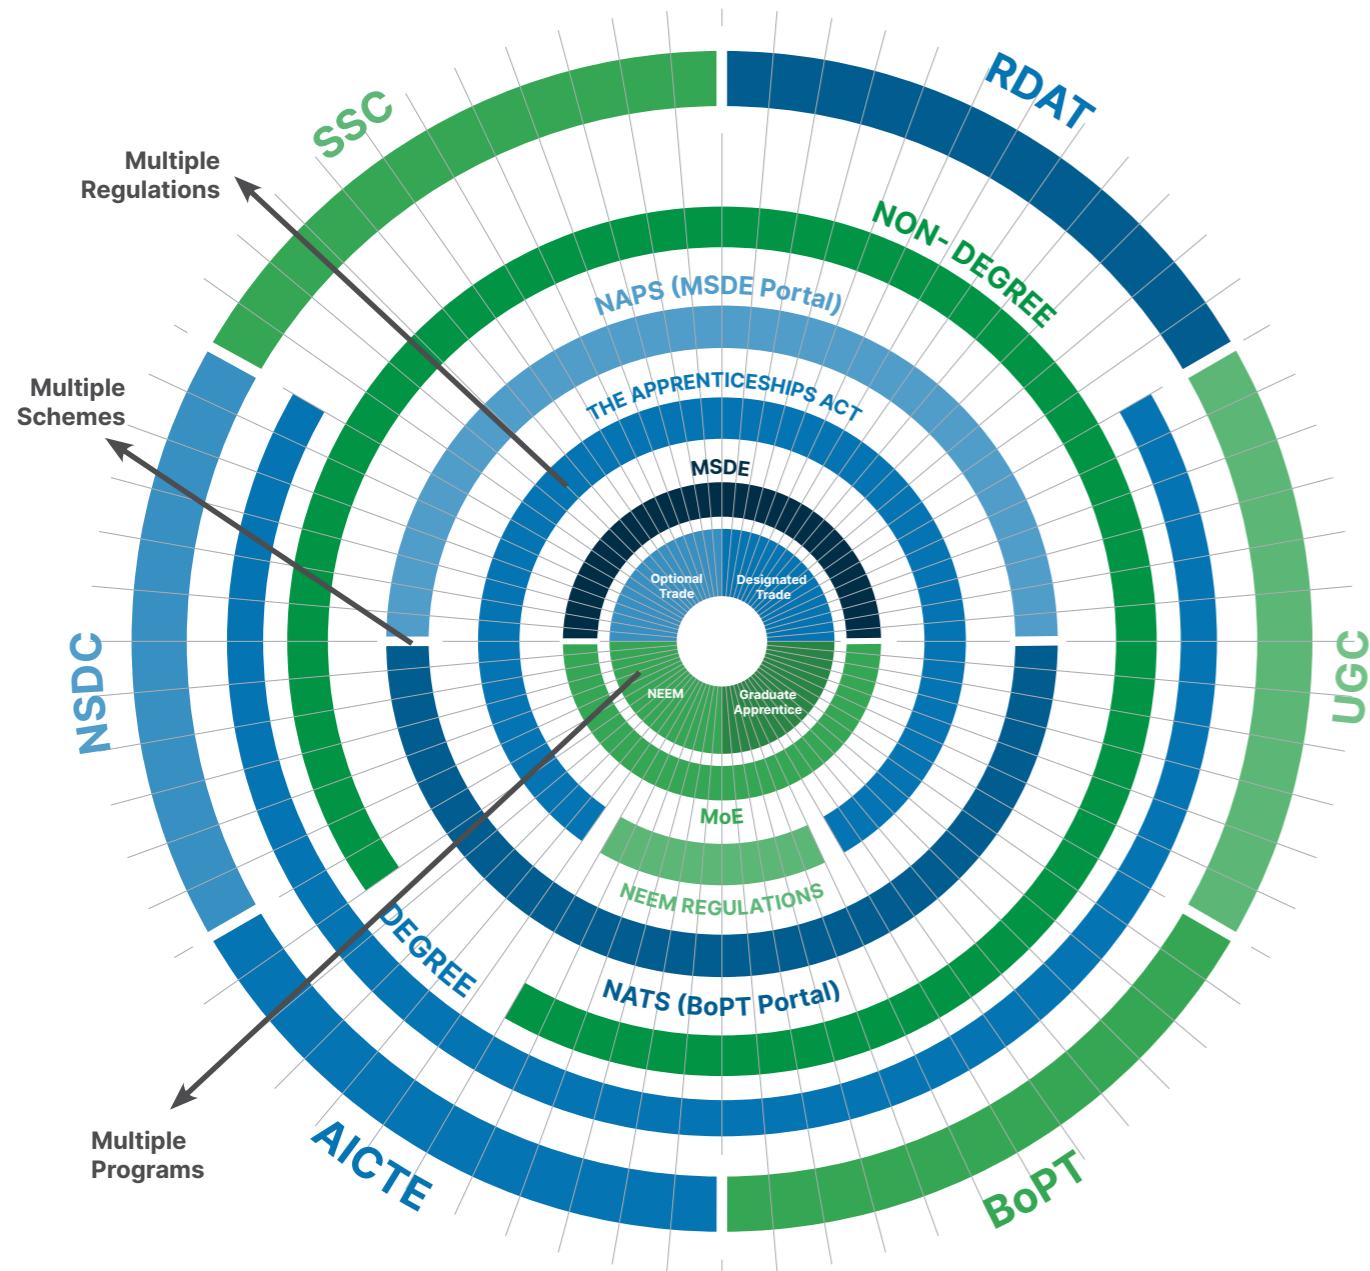 RDAT
SSC
Multiple
Regulations
NON- DEGREE
NAPS (MSDE Portal)
THE APPRENTICESHIPS ACT
Multiple
Schemes
MSDE
Optional
Trade
Designated
Trade
NSDC
UGC
NEEM
Graduate
Apprentice
MoE
NEEM REGULATIONS
DEGREE
NATS (BoPT Portal)
Multiple
Programs
AICTE
BoPT